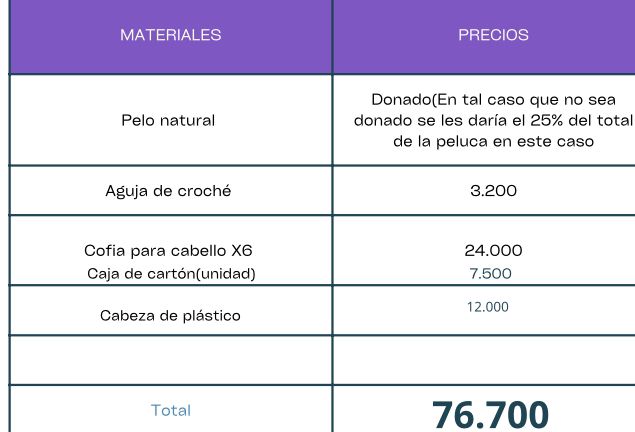 MATERIALES PRECIOS
Pelo natural
Donado(En tal caso que no sea
donado se les daría el 25% del total
de la peluca en este caso
Aguja de croché 3.200
Cofia para cabello X6 24.000
Caja de cartón(unidad) 7.500
Cabeza de plástico 12.000
Total 76.700